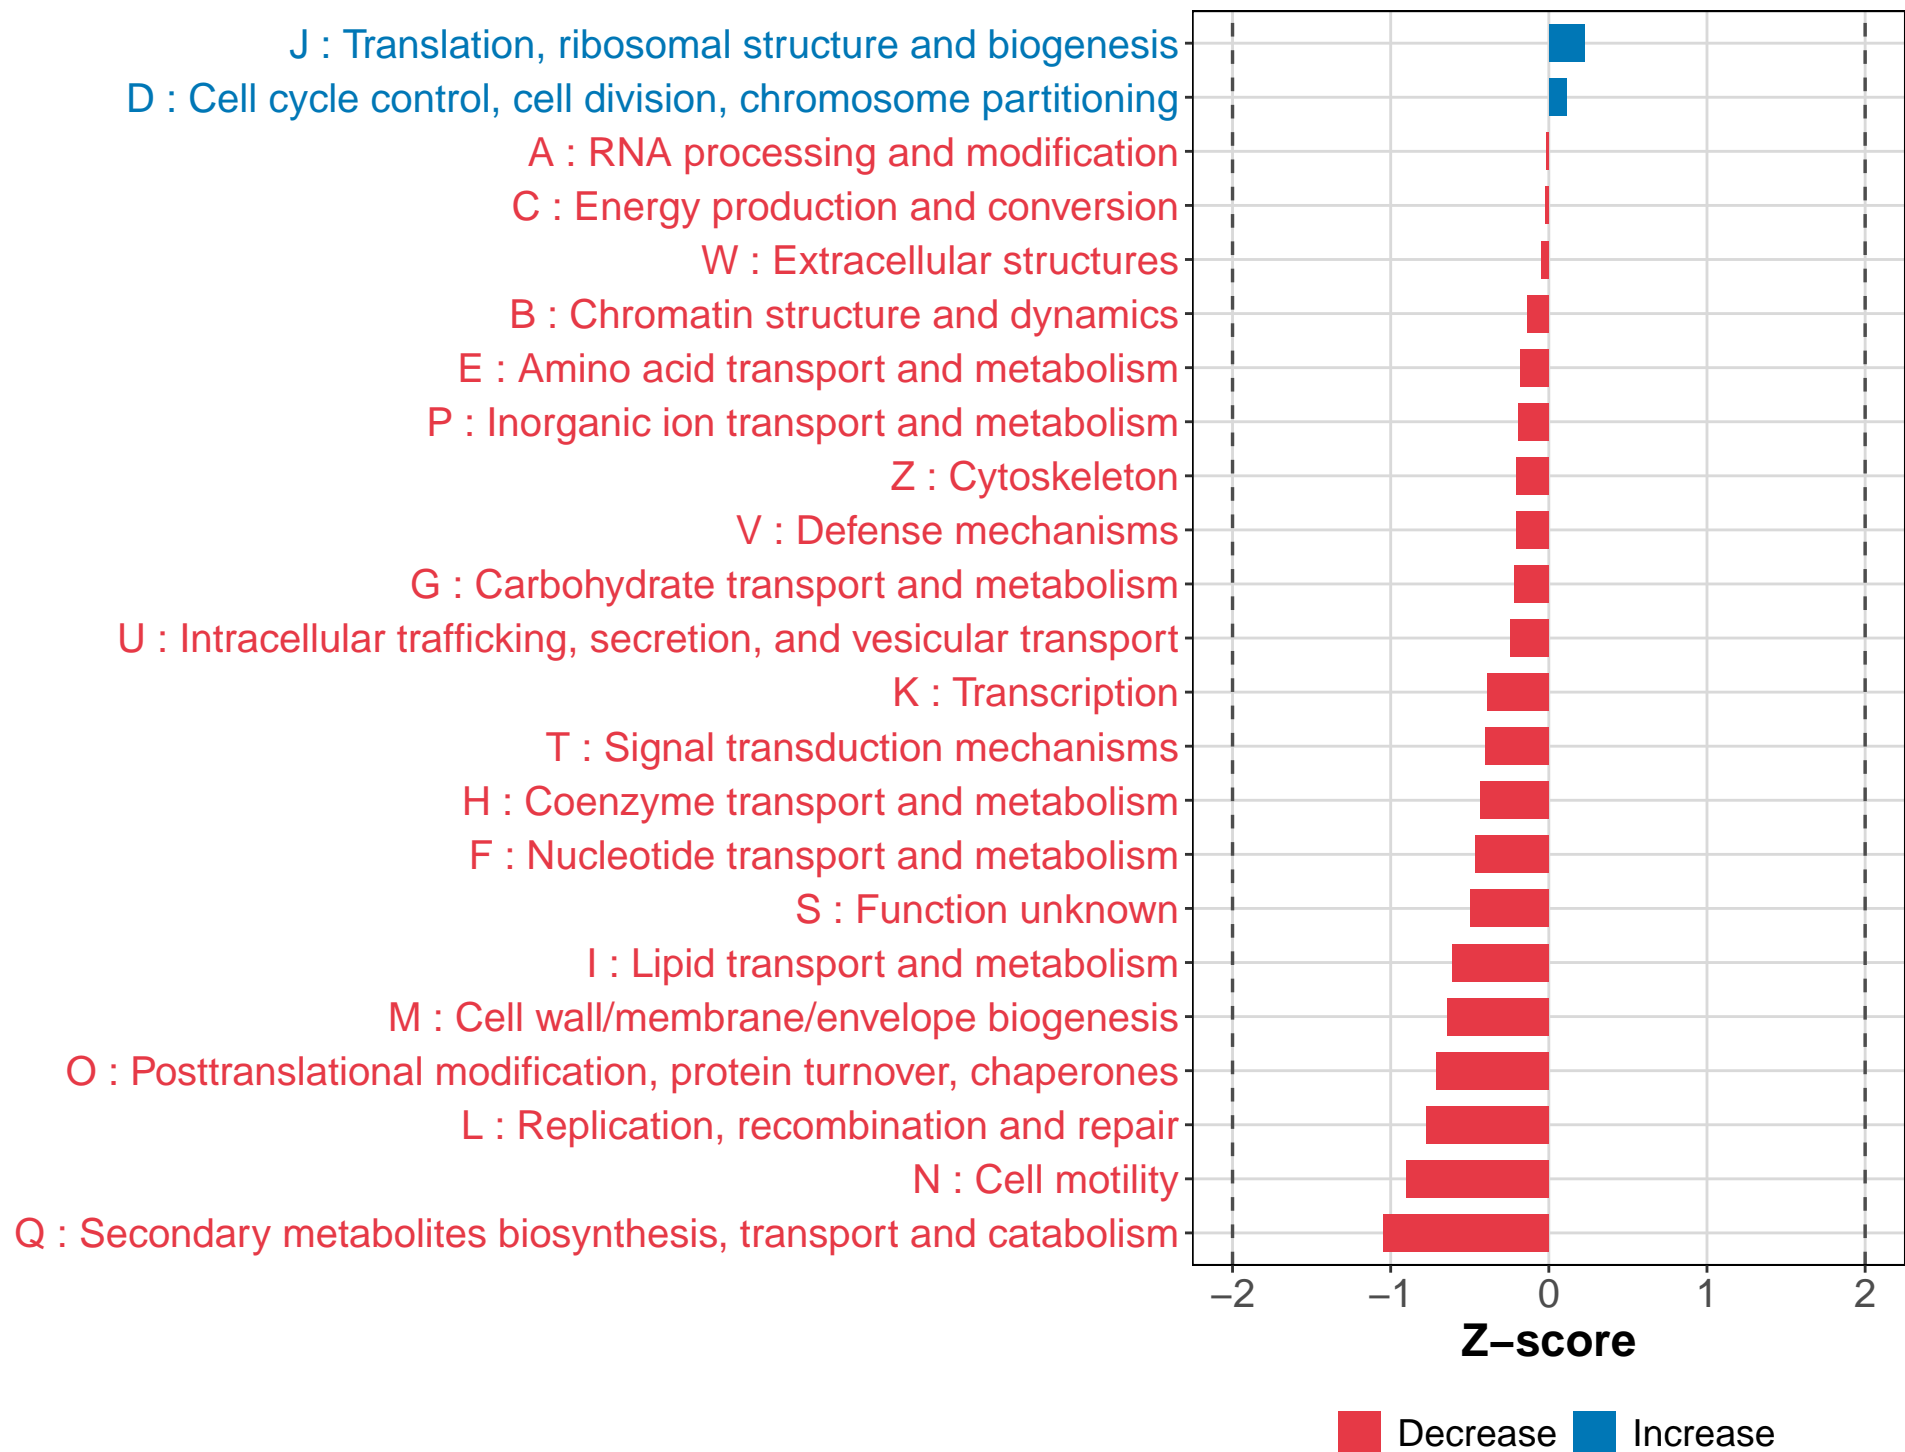 J : Translation, ribosomal structure and biogenesis
D : Cell cycle control, cell division, chromosome partitioning
A : RNA processing and modification
C : Energy production and conversion
W : Extracellular structures
B : Chromatin structure and dynamics
E : Amino acid transport and metabolism
P : Inorganic ion transport and metabolism
Z : Cytoskeleton
V : Defense mechanisms
G : Carbohydrate transport and metabolism
U : Intracellular trafficking, secretion, and vesicular transport
K : Transcription
T : Signal transduction mechanisms
H : Coenzyme transport and metabolism
F : Nucleotide transport and metabolism
S : Function unknown
I : Lipid transport and metabolism
M : Cell wall/membrane/envelope biogenesis
O : Posttranslational modification, protein turnover, chaperones
L : Replication, recombination and repair
N : Cell motility
Q : Secondary metabolites biosynthesis, transport and catabolism
−2 −1 0 1 2
Z−score
Decrease Increase